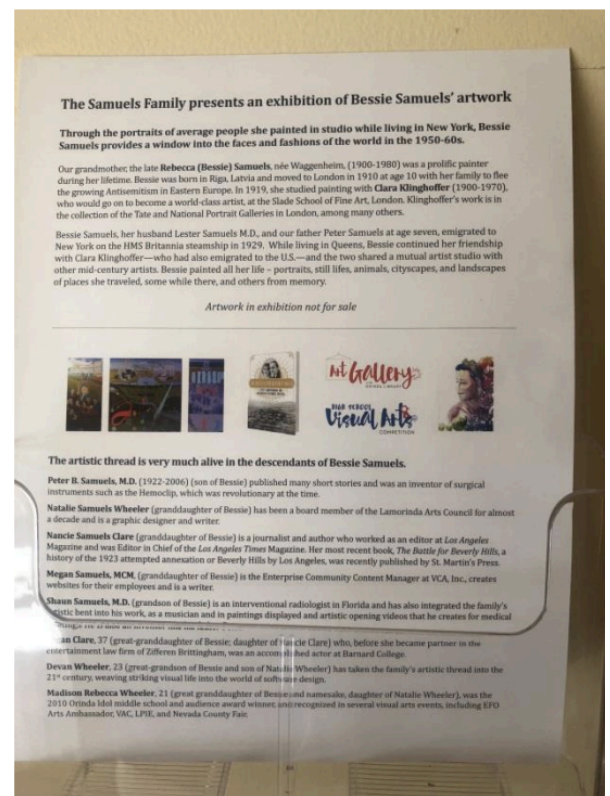 The Samuels Family presents an exhibition of Bessie Samuels' artwork
Through the portraits of average people she painted in studio while living in New York, Bessie
Samuels provides a window into the faces and fashions of the world in the 1950-60s.
Our grandmother, the late Rebecca (Bessie) Samuels, née Waggenheim, (1900-1980) was a prolific painter
during her lifetime. Bessie was born in Riga, Latvia and moved to London in 1910 at age 10 with her family to flee
the growing Antisemitism in Eastern Europe. In 1919, she studied painting with Clara Klinghoffer (1900-1970),
who would go on to become a world-class artist, at the Slade School of Fine Art, London. Klinghoffer's work is in
the collection of the Tate and National Portrait Galleries in London, among many others.
Bessie Samuels, her husband Lester Samuels M.D., and our father Peter Samuels at age seven, emigrated to
New York on the HMS Britannia steamship in 1929. While living in Queens, Bessie continued her friendship
with Clara Klinghoffer—who had also emigrated to the U.S.—and the two shared a mutual artist studio with
other mid-century artists. Bessie painted all her life – portraits, still lifes, animals, cityscapes, and landscapes
of places she traveled, some while there, and others from memory.
Artwork in exhibition not for sale
Art Gallery
ORINDA LIBRARY
HIGH SCHOOL
Visual Arts
COMPETITION
The artistic thread is very much alive in the descendants of Bessie Samuels.
Peter B. Samuels, M.D. (1922-2006) (son of Bessie) published many short stories and was an inventor of surgical
instruments such as the Hemoclip, which was revolutionary at the time.
Natalie Samuels Wheeler (granddaughter of Bessie) has been a board member of the Lamorinda Arts Council for almost
a decade and is a graphic designer and writer.
Nancie Samuels Clare (granddaughter of Bessie) is a journalist and author who worked as an editor at Los Angeles
Magazine and was Editor in Chief of the Los Angeles Times Magazine. Her most recent book, The Battle for Beverly Hills, a
history of the 1923 attempted annexation or Beverly Hills by Los Angeles, was recently published by St. Martin's Press.
Megan Samuels, MCM, (granddaughter of Bessie) is the Enterprise Community Content Manager at VCA, Inc., creates
websites for their employees and is a writer.
Shaun Samuels, M.D. (grandson of Bessie) is an interventional radiologist in Florida and has also integrated the family's
artistic bent into his work, as a musician and in paintings displayed and artistic opening videos that he creates for medical
Clare, 37 (great-granddaughter of Bessie; daughter of Nancie Clare) who, before she became partner in the
entertainment law firm of Ziffren Brittingham, was an accomplished actor at Barnard College.
Devan Wheeler, 23 (great-grandson of Bessie and son of Natalie Wheeler) has taken the family's artistic thread into the
21st century, weaving striking visual life into the world of software design.
Madison Rebecca Wheeler, 21 (great granddaughter of Bessie and namesake, daughter of Natalie Wheeler), was the
2010 Orinda Idol middle school and audience award winner, and recognized in several visual arts events, including EFO
Arts Ambassador, VAC, LPIE, and Nevada County Fair.